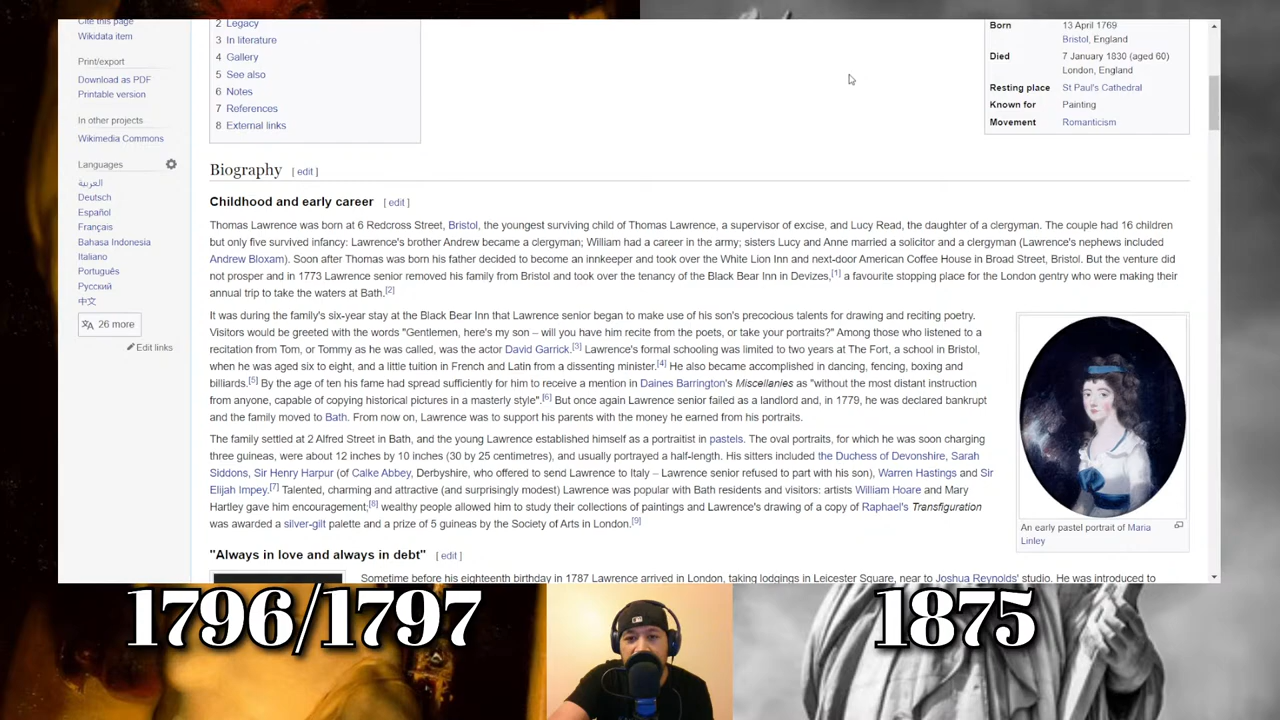 Cite this page
Wikidata item
Print/export
Download as PDF
Printable version
In other projects
Wikimedia Commons
Languages
العربية
Deutsch
Español
Français
Bahasa Indonesia
Italiano
Português
Русский
中文
26 more
Edit links
2 Legacy
3 In literature
4 Gallery
5 See also
6 Notes
7 References
8 External links
Born 13 April 1769
Bristol, England
Died 7 January 1830 (aged 60)
London, England
Resting place St Paul's Cathedral
Known for Painting
Movement Romanticism
Biography [ edit ]
Childhood and early career [ edit ]
Thomas Lawrence was born at 6 Redcross Street, Bristol, the youngest surviving child of Thomas Lawrence, a supervisor of excise, and Lucy Read, the daughter of a clergyman. The couple had 16 children
but only five survived infancy: Lawrence's brother Andrew became a clergyman; William had a career in the army; sisters Lucy and Anne married a solicitor and a clergyman (Lawrence's nephews included
Andrew Bloxam). Soon after Thomas was born his father decided to become an innkeeper and took over the White Lion Inn and next-door American Coffee House in Broad Street, Bristol. But the venture did
not prosper and in 1773 Lawrence senior removed his family from Bristol and took over the tenancy of the Black Bear Inn in Devizes,[1] a favourite stopping place for the London gentry who were making their
annual trip to take the waters at Bath.[2]
It was during the family's six-year stay at the Black Bear Inn that Lawrence senior began to make use of his son's precocious talents for drawing and reciting poetry.
Visitors would be greeted with the words "Gentlemen, here's my son – will you have him recite from the poets, or take your portraits?" Among those who listened to a
recitation from Tom, or Tommy as he was called, was the actor David Garrick.[3] Lawrence's formal schooling was limited to two years at The Fort, a school in Bristol,
when he was aged six to eight, and a little tuition in French and Latin from a dissenting minister.[4] He also became accomplished in dancing, fencing, boxing and
billiards.[5] By the age of ten his fame had spread sufficiently for him to receive a mention in Daines Barrington's Miscellanies as "without the most distant instruction
from anyone, capable of copying historical pictures in a masterly style".[6] But once again Lawrence senior failed as a landlord and, in 1779, he was declared bankrupt
and the family moved to Bath. From now on, Lawrence was to support his parents with the money he earned from his portraits.
The family settled at 2 Alfred Street in Bath, and the young Lawrence established himself as a portraitist in pastels. The oval portraits, for which he was soon charging
three guineas, were about 12 inches by 10 inches (30 by 25 centimetres), and usually portrayed a half-length. His sitters included the Duchess of Devonshire, Sarah
Siddons, Sir Henry Harpur (of Calke Abbey, Derbyshire, who offered to send Lawrence to Italy – Lawrence senior refused to part with his son), Warren Hastings and Sir
Elijah Impey.[7] Talented, charming and attractive (and surprisingly modest) Lawrence was popular with Bath residents and visitors: artists William Hoare and Mary
Hartley gave him encouragement;[8] wealthy people allowed him to study their collections of paintings and Lawrence's drawing of a copy of Raphael's Transfiguration
was awarded a silver-gilt palette and a prize of 5 guineas by the Society of Arts in London.[9]
An early pastel portrait of Maria
Linley
"Always in love and always in debt" [ edit ]
Sometime before his eighteenth birthday in 1787 Lawrence arrived in London, taking lodgings in Leicester Square, near to Joshua Reynolds' studio. He was introduced to
1796/1797
1875